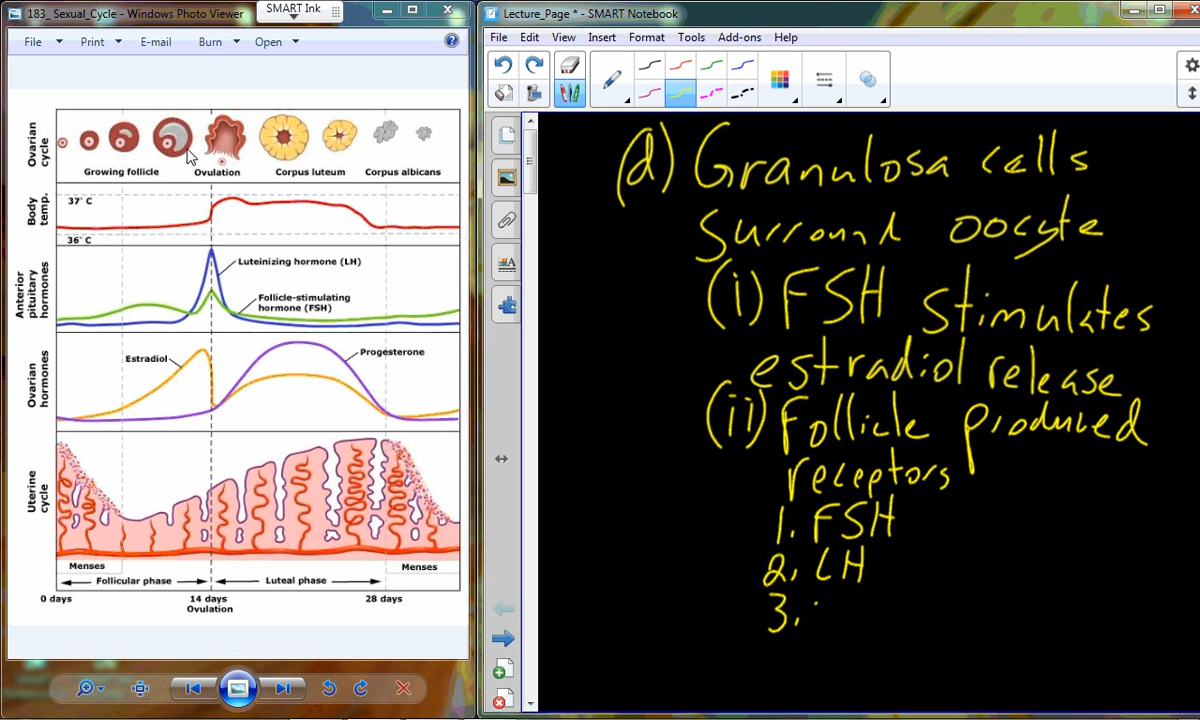 183_Sexual_Cycle - Windows Photo Viewer
SMART Ink
File Print E-mail Burn Open
Ovarian cycle
Growing follicle Ovulation Corpus luteum Corpus albicans
Body temp.
37° C
36° C
Anterior pituitary hormones
Luteinizing hormone (LH)
Follicle-stimulating
hormone (FSH)
Ovarian hormones
Estradiol
Progesterone
Uterine cycle
Menses
Menses
Follicular phase Luteal phase
0 days 14 days 28 days
Ovulation
Lecture_Page * - SMART Notebook
File Edit View Insert Format Tools Add-ons Help
(d) Granulosa cells
surround oocyte
(i) FSH stimulates
estradiol release
(ii) Follicle produced
receptors
1. FSH
2. LH
3.